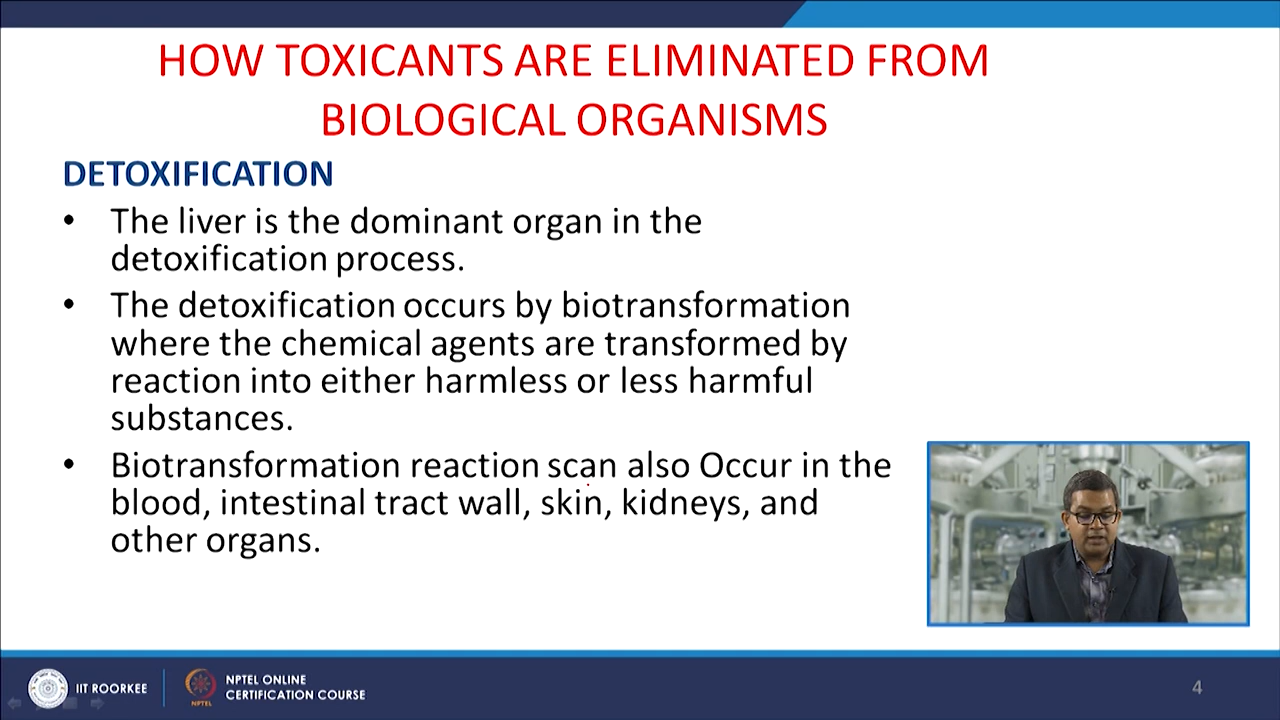 HOW TOXICANTS ARE ELIMINATED FROM
BIOLOGICAL ORGANISMS
DETOXIFICATION
• The liver is the dominant organ in the
detoxification process.
• The detoxification occurs by biotransformation
where the chemical agents are transformed by
reaction into either harmless or less harmful
substances.
• Biotransformation reaction scan also Occur in the
blood, intestinal tract wall, skin, kidneys, and
other organs.
IIT ROORKEE
NPTEL
NPTEL ONLINE
CERTIFICATION COURSE
4